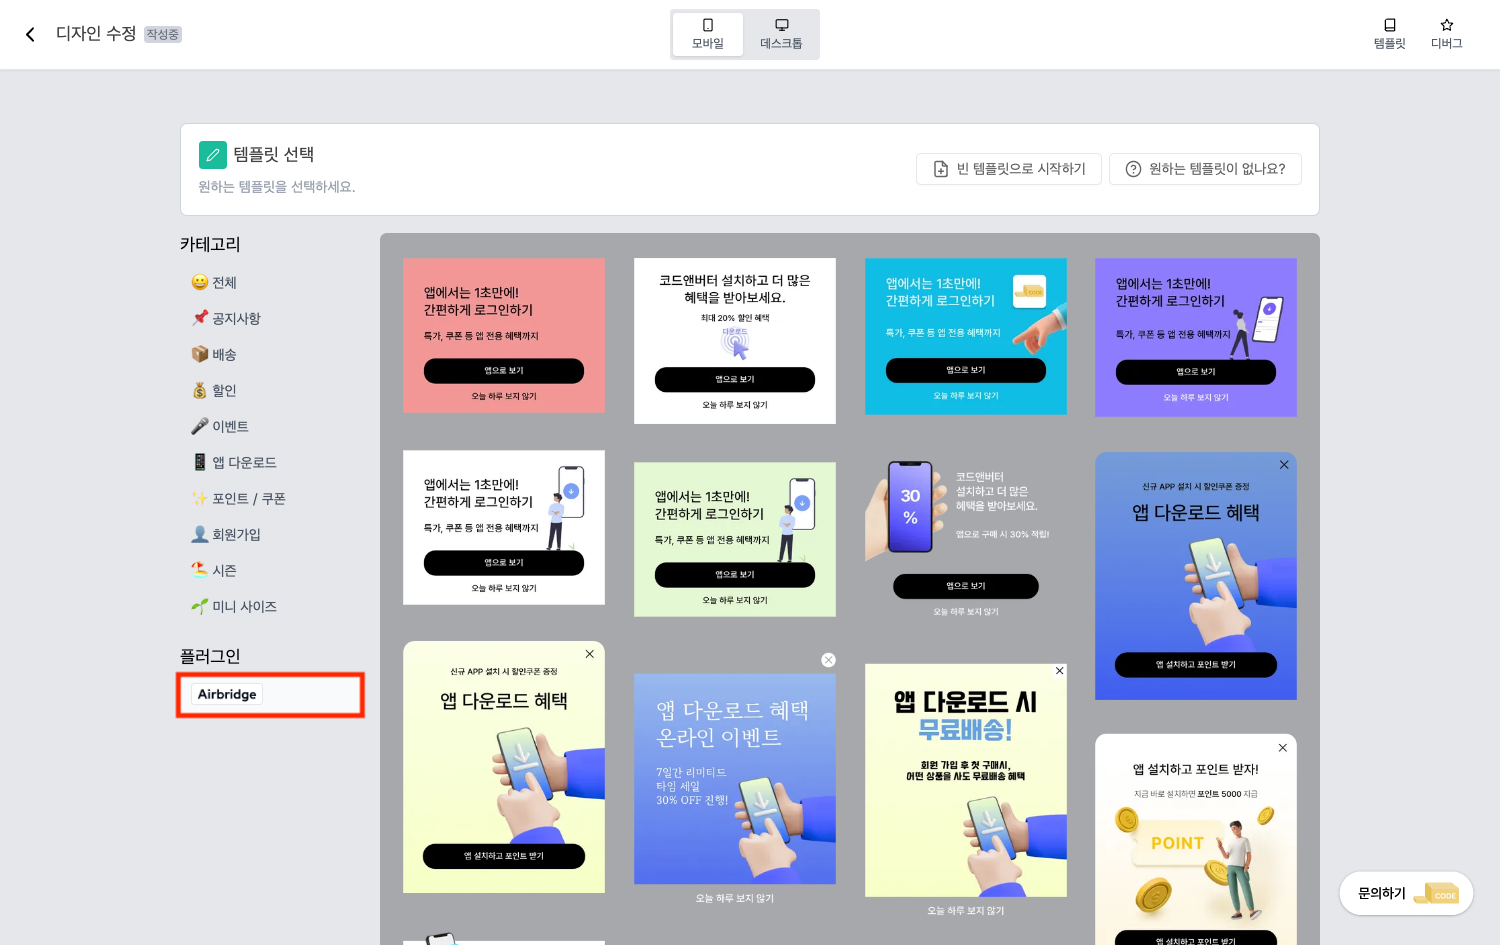 디자인 수정 작성중
모바일
데스크톱
템플릿
디버그
템플릿 선택
원하는 템플릿을 선택하세요.
빈 템플릿으로 시작하기
원하는 템플릿이 없나요?
카테고리
전체
공지사항
배송
할인
이벤트
앱 다운로드
포인트 / 쿠폰
회원가입
시즌
미니 사이즈
플러그인
Airbridge
앱에서는 1초만에!
간편하게 로그인하기
특가, 쿠폰 등 앱 전용 혜택까지
앱으로 보기
오늘 하루 보지 않기
코드앤버터 설치하고 더 많은
혜택을 받아보세요.
최대 20% 할인 혜택
다운로드
앱으로 보기
오늘 하루 보지 않기
앱에서는 1초만에!
간편하게 로그인하기
CODE
특가, 쿠폰 등 앱 전용 혜택까지
앱으로 보기
오늘 하루 보지 않기
앱에서는 1초만에!
간편하게 로그인하기
특가, 쿠폰 등 앱 전용 혜택까지
앱으로 보기
오늘 하루 보지 않기
앱에서는 1초만에!
간편하게 로그인하기
특가, 쿠폰 등 앱 전용 혜택까지
앱으로 보기
오늘 하루 보지 않기
앱에서는 1초만에!
간편하게 로그인하기
특가, 쿠폰 등 앱 전용 혜택까지
앱으로 보기
오늘 하루 보지 않기
30
%
코드앤버터
설치하고 더 많은
혜택을 받아보세요.
앱으로 구매 시 30% 적립!
앱으로 보기
오늘 하루 보지 않기
신규 APP 설치 시 할인쿠폰 증정
앱 다운로드 혜택
앱 설치하고 포인트 받기
신규 APP 설치 시 할인쿠폰 증정
앱 다운로드 혜택
앱 설치하고 포인트 받기
앱 다운로드 혜택
온라인 이벤트
7일간 리미티드
타임 세일
30% OFF 진행!
오늘 하루 보지 않기
앱 다운로드 시
무료배송!
회원 가입 후 첫 구매시,
어떤 상품을 사도 무료배송 혜택
오늘 하루 보지 않기
앱 설치하고 포인트 받자!
지금 바로 설치하면 포인트 5000 지급
POINT
앱 설치하고 포인트 받기
문의하기
CODE